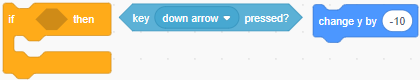 if then key down arrow pressed? change y by -10